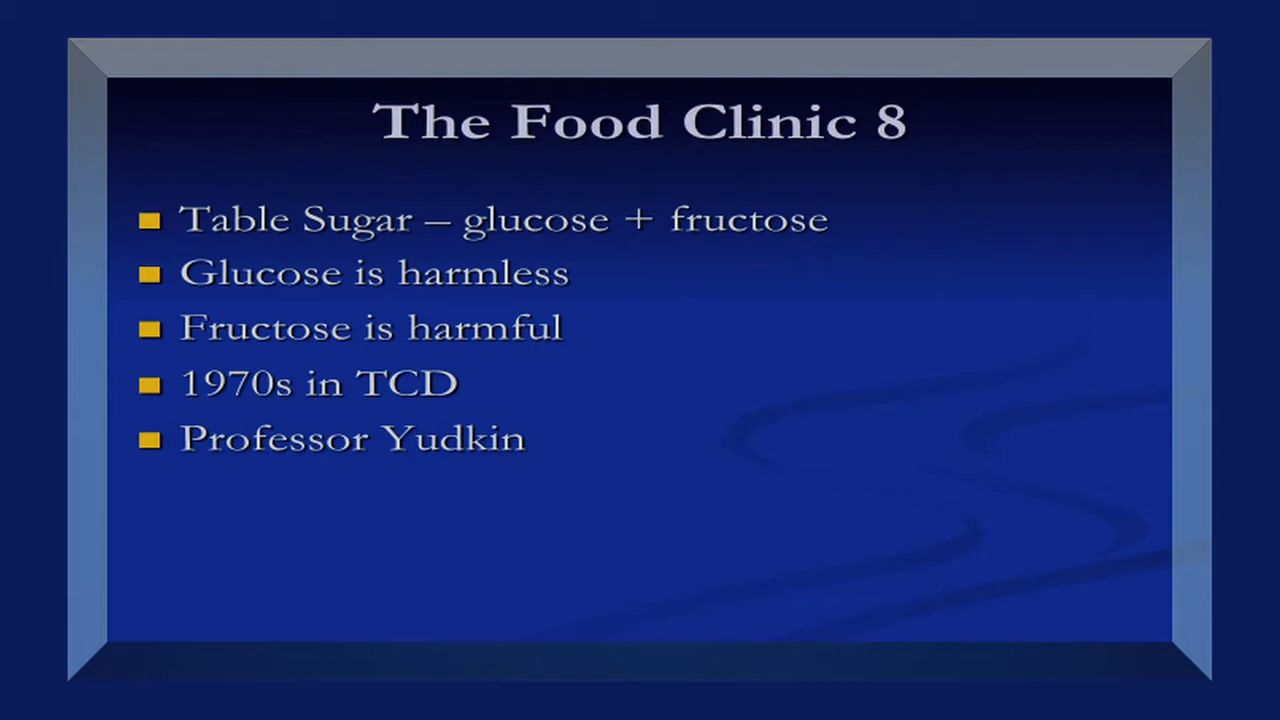 The Food Clinic 8
Table Sugar – glucose + fructose
Glucose is harmless
Fructose is harmful
1970s in TCD
Professor Yudkin